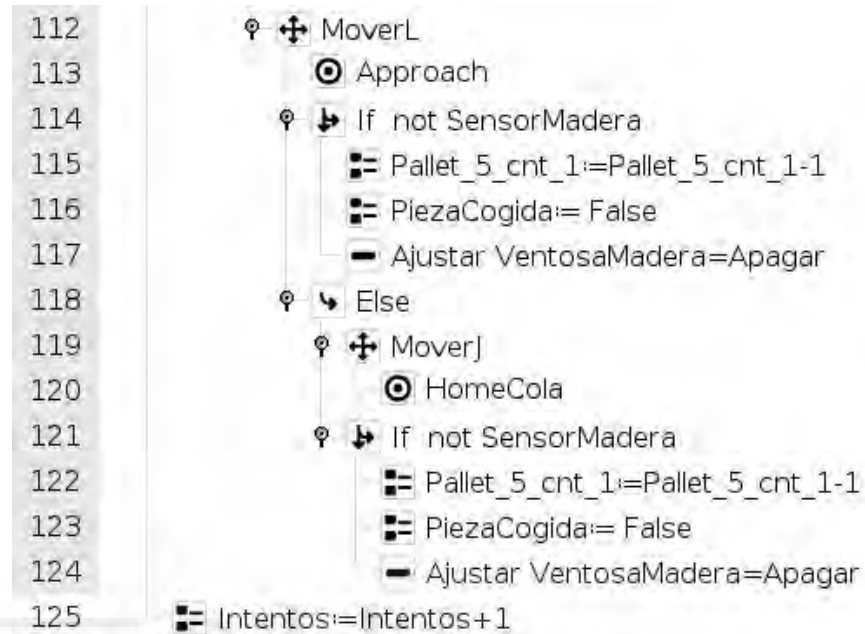 112 MoverL
113 Approach
114 If not SensorMadera
115 Pallet_5_cnt_1:=Pallet_5_cnt_1-1
116 PiezaCogida:= False
117 Ajustar VentosaMadera=Apagar
118 Else
119 MoverJ
120 HomeCola
121 If not SensorMadera
122 Pallet_5_cnt_1:=Pallet_5_cnt_1-1
123 PiezaCogida:= False
124 Ajustar VentosaMadera=Apagar
125 Intentos:=Intentos+1